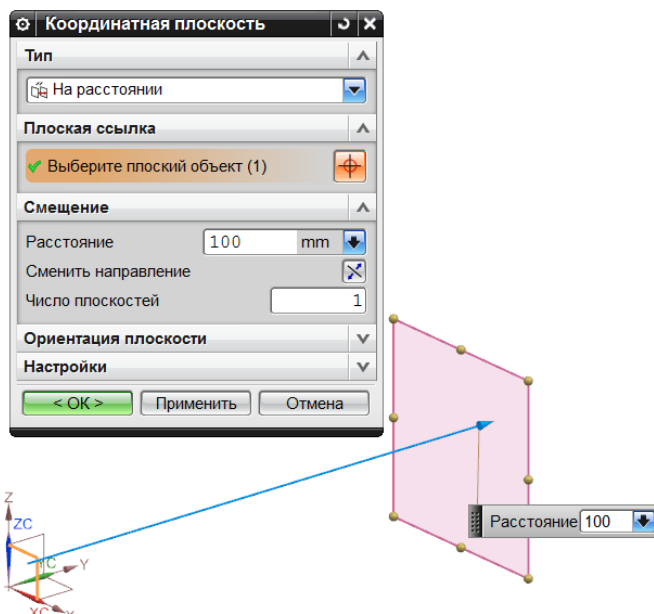 Координатная плоскость
Тип
На расстоянии
Плоская ссылка
Выберите плоский объект (1)
Смещение
Расстояние 100 mm
Сменить направление
Число плоскостей 1
Ориентация плоскости
Настройки
< OK > Применить Отмена
Расстояние 100
Z
ZC
YC Y
XC X